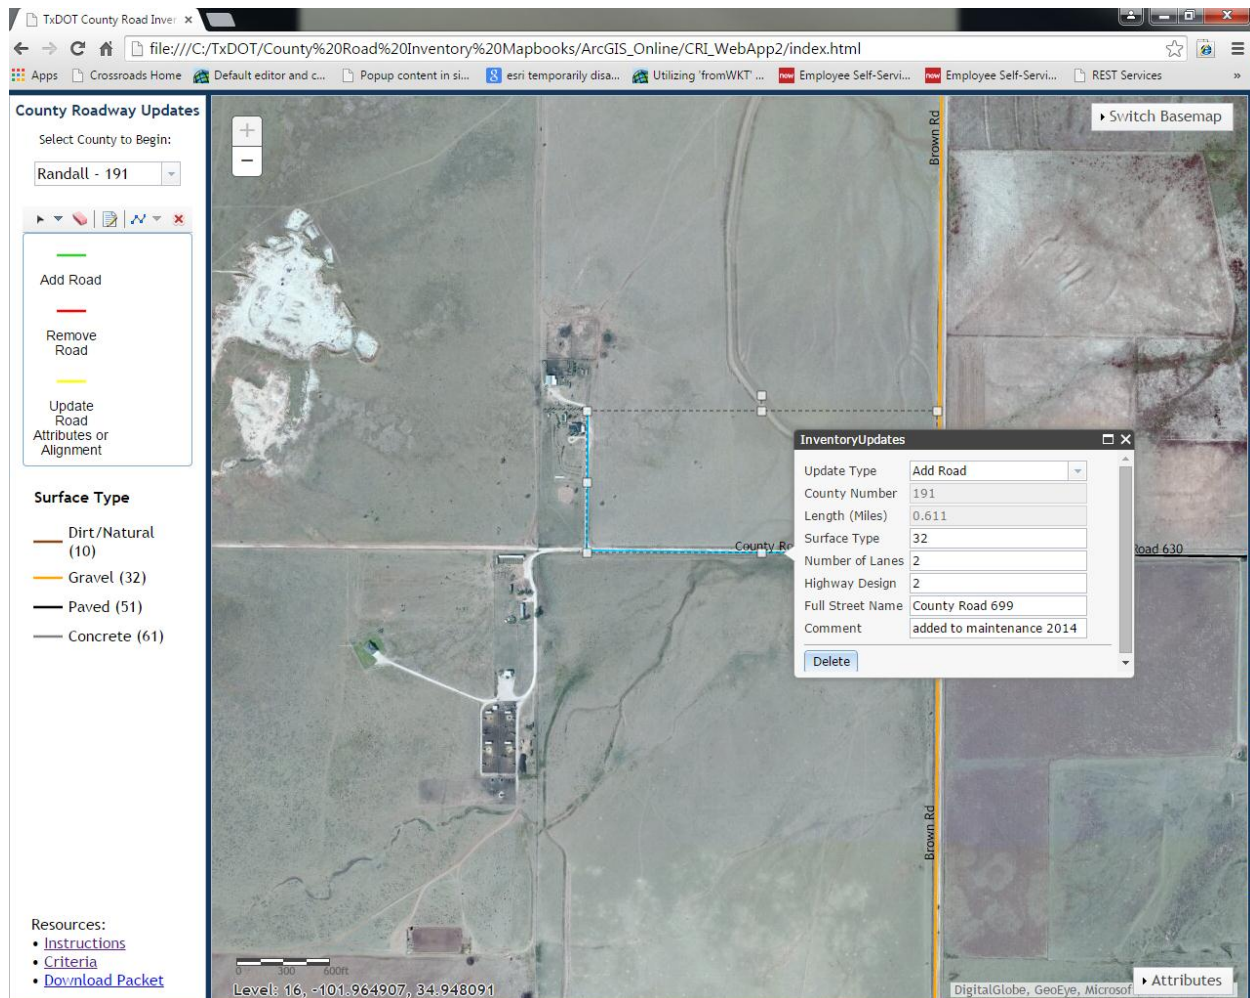 TxDOT County Road Inver
file:///C:/TxDOT/County%20Road%20Inventory%20Mapbooks/ArcGIS_Online/CRI_WebApp2/index.html
Apps Crossroads Home Default editor and c... Popup content in si... esri temporarily disa... Utilizing 'fromWKT' ... Employee Self-Servi... Employee Self-Servi... REST Services »
County Roadway Updates
Select County to Begin:
Randall - 191
Add Road
Remove
Road
Update
Road
Attributes or
Alignment
Surface Type
Dirt/Natural
(10)
Gravel (32)
Paved (51)
Concrete (61)
Resources:
• Instructions
• Criteria
• Download Packet
+
−
Switch Basemap
Brown Rd
InventoryUpdates
Update Type Add Road
County Number 191
Length (Miles) 0.611
Surface Type 32
Number of Lanes 2
Highway Design 2
Full Street Name County Road 699
Comment added to maintenance 2014
Delete
County Ro
Road 630
Brown Rd
0 300 600ft
Level: 16, -101.964907, 34.948091
DigitalGlobe, GeoEye, Microsof
Attributes